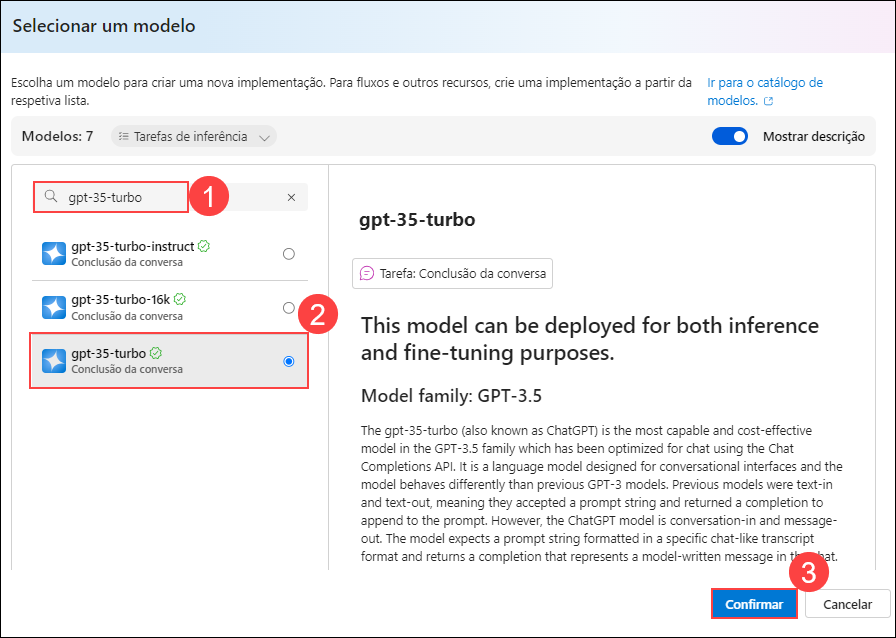 Selecionar um modelo
Escolha um modelo para criar uma nova implementação. Para fluxos e outros recursos, crie uma implementação a partir da
respetiva lista.
Ir para o catálogo de
modelos.
Modelos: 7
Tarefas de inferência
Mostrar descrição
gpt-35-turbo
1
gpt-35-turbo-instruct
Conclusão da conversa
gpt-35-turbo-16k
Conclusão da conversa
2
gpt-35-turbo
Conclusão da conversa
gpt-35-turbo
Tarefa: Conclusão da conversa
This model can be deployed for both inference
and fine-tuning purposes.
Model family: GPT-3.5
The gpt-35-turbo (also known as ChatGPT) is the most capable and cost-effective
model in the GPT-3.5 family which has been optimized for chat using the Chat
Completions API. It is a language model designed for conversational interfaces and the
model behaves differently than previous GPT-3 models. Previous models were text-in
and text-out, meaning they accepted a prompt string and returned a completion to
append to the prompt. However, the ChatGPT model is conversation-in and message-
out. The model expects a prompt string formatted in a specific chat-like transcript
format and returns a completion that represents a model-written message in the chat.
3
Confirmar
Cancelar